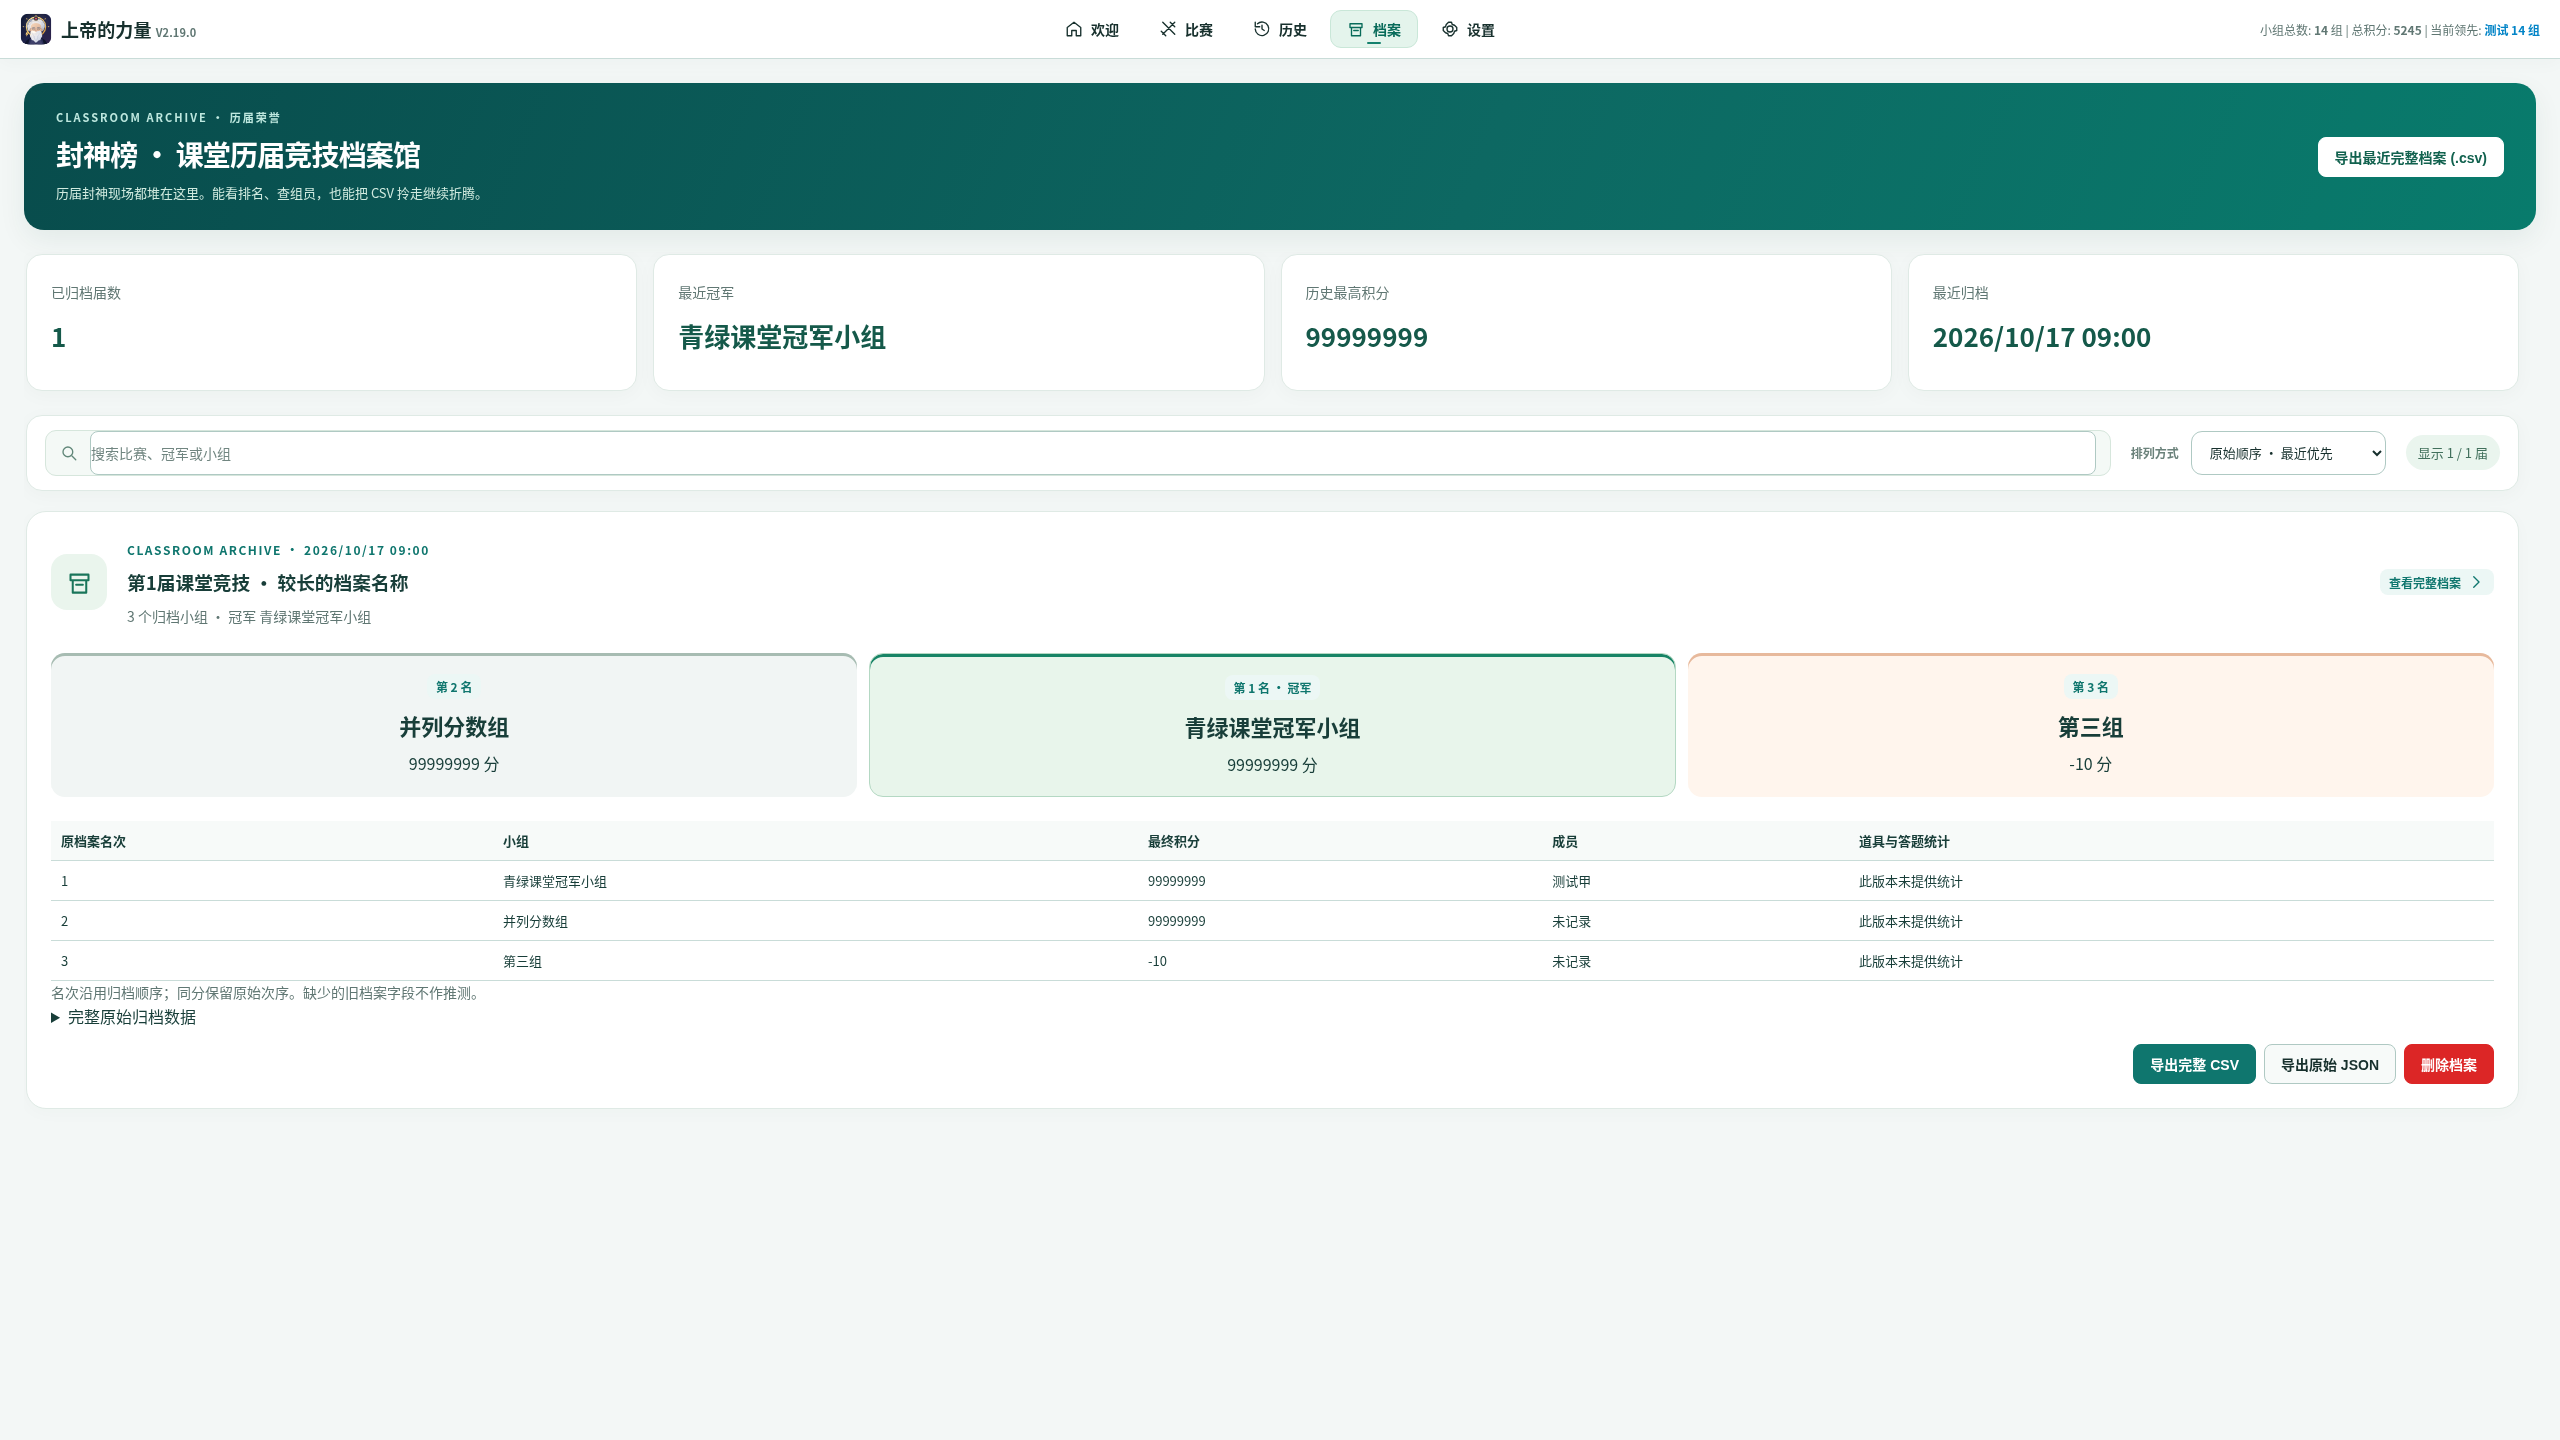 上帝的力量 V2.19.0
欢迎
比赛
历史
档案
设置
小组总数: 14 组 | 总积分: 5245 | 当前领先: 测试 14 组
CLASSROOM ARCHIVE · 历届荣誉
封神榜 · 课堂历届竞技档案馆
历届封神现场都堆在这里。能看排名、查组员，也能把 CSV 拎走继续折腾。
导出最近完整档案 (.csv)
已归档届数
1
最近冠军
青绿课堂冠军小组
历史最高积分
99999999
最近归档
2026/10/17 09:00
搜索比赛、冠军或小组
排列方式
原始顺序 · 最近优先
显示 1 / 1 届
CLASSROOM ARCHIVE · 2026/10/17 09:00
第1届课堂竞技 · 较长的档案名称
3 个归档小组 · 冠军 青绿课堂冠军小组
查看完整档案
第 2 名
并列分数组
99999999 分
第 1 名 · 冠军
青绿课堂冠军小组
99999999 分
第 3 名
第三组
-10 分
原档案名次 小组 最终积分 成员 道具与答题统计
1 青绿课堂冠军小组 99999999 测试甲 此版本未提供统计
2 并列分数组 99999999 未记录 此版本未提供统计
3 第三组 -10 未记录 此版本未提供统计
名次沿用归档顺序；同分保留原始次序。缺少的旧档案字段不作推测。
完整原始归档数据
导出完整 CSV
导出原始 JSON
删除档案